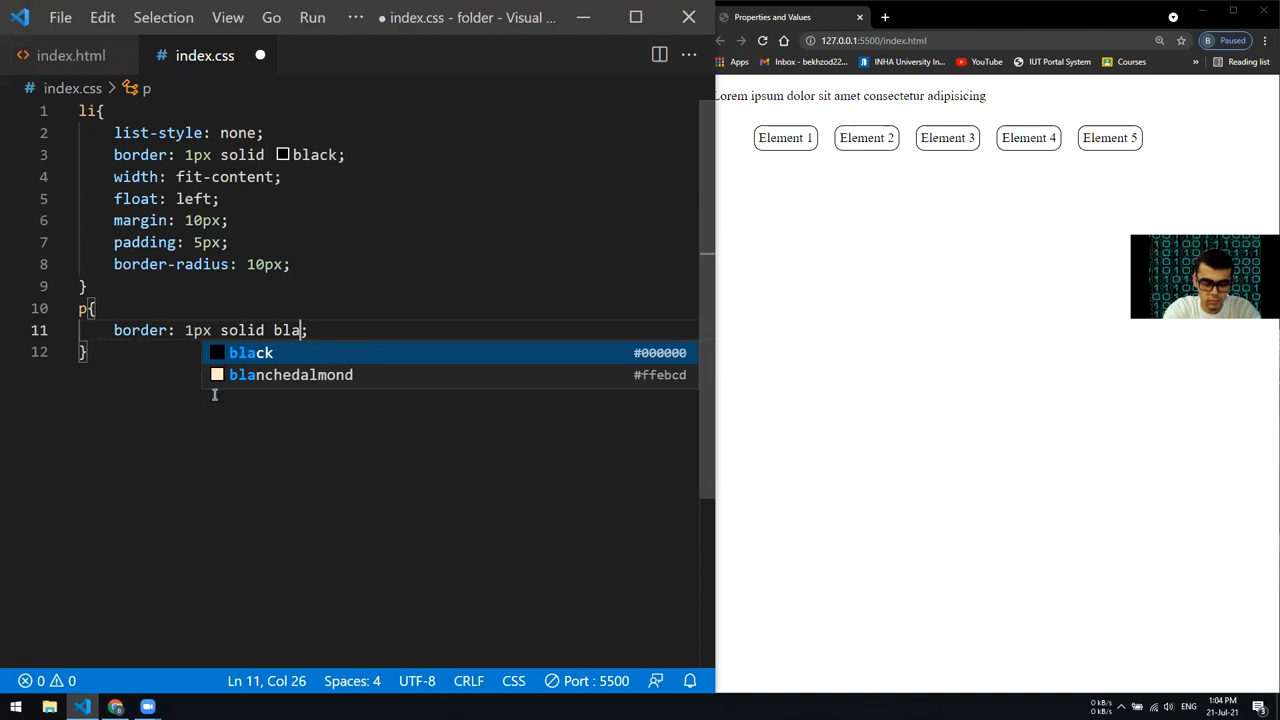 File Edit Selection View Go Run ··· ● index.css - folder - Visual ...
index.html
# index.css
# index.css > p
1 li{
2 list-style: none;
3 border: 1px solid black;
4 width: fit-content;
5 float: left;
6 margin: 10px;
7 padding: 5px;
8 border-radius: 10px;
9 }
10 p{
11 border: 1px solid bla;
12 }
black #000000
blanchedalmond #ffebcd
0 0 Ln 11, Col 26 Spaces: 4 UTF-8 CRLF CSS Port : 5500
Properties and Values
127.0.0.1:5500/index.html
B Paused
Apps Inbox - bekhzod22... INHA University In... YouTube IUT Portal System Courses » Reading list
Lorem ipsum dolor sit amet consectetur adipisicing
Element 1 Element 2 Element 3 Element 4 Element 5
0 kB/s
0 kB/s
ENG
1:04 PM
21-Jul-21
3